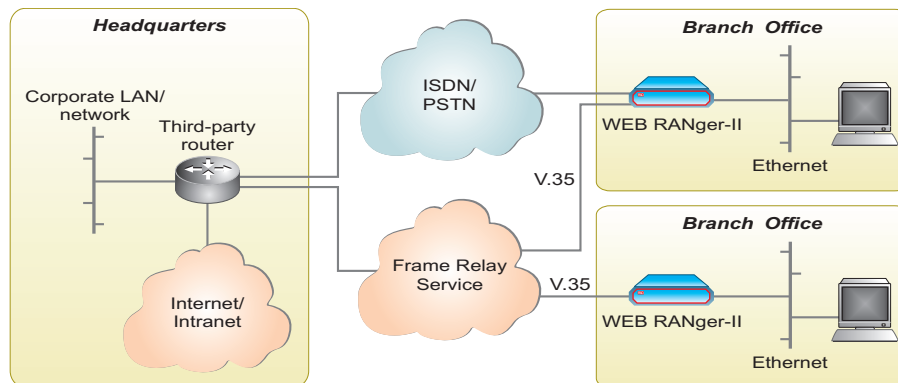 Headquarters
Corporate LAN/
network
Third-party
router
Internet/
Intranet
ISDN/
PSTN
V.35
Frame Relay
Service
V.35
Branch Office
WEB RANger-II
Ethernet
Branch Office
WEB RANger-II
Ethernet